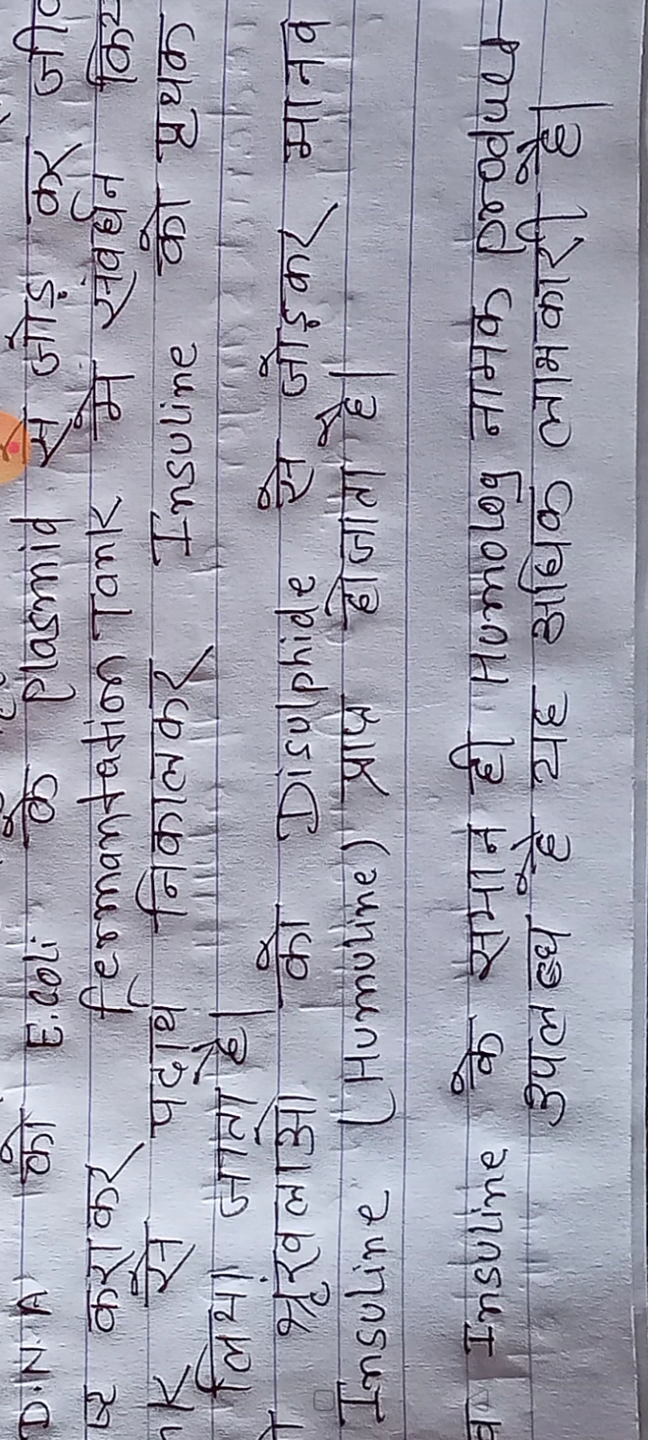 D.N.A को E.coli के plasmid से जोड़ कर
कराकर fermantation Tank में संवर्धन
से पदार्थ निकालकर Insuline को पृथक
लिया जाता है।
श्रृंखलाओ को Disulphide से जोड़कर मानव
Insuline (Humuline) प्राप्त होजाता है।
Insuline के समान ही Humolog नामक product
उपलब्ध है यह अधिक लाभकारी है।